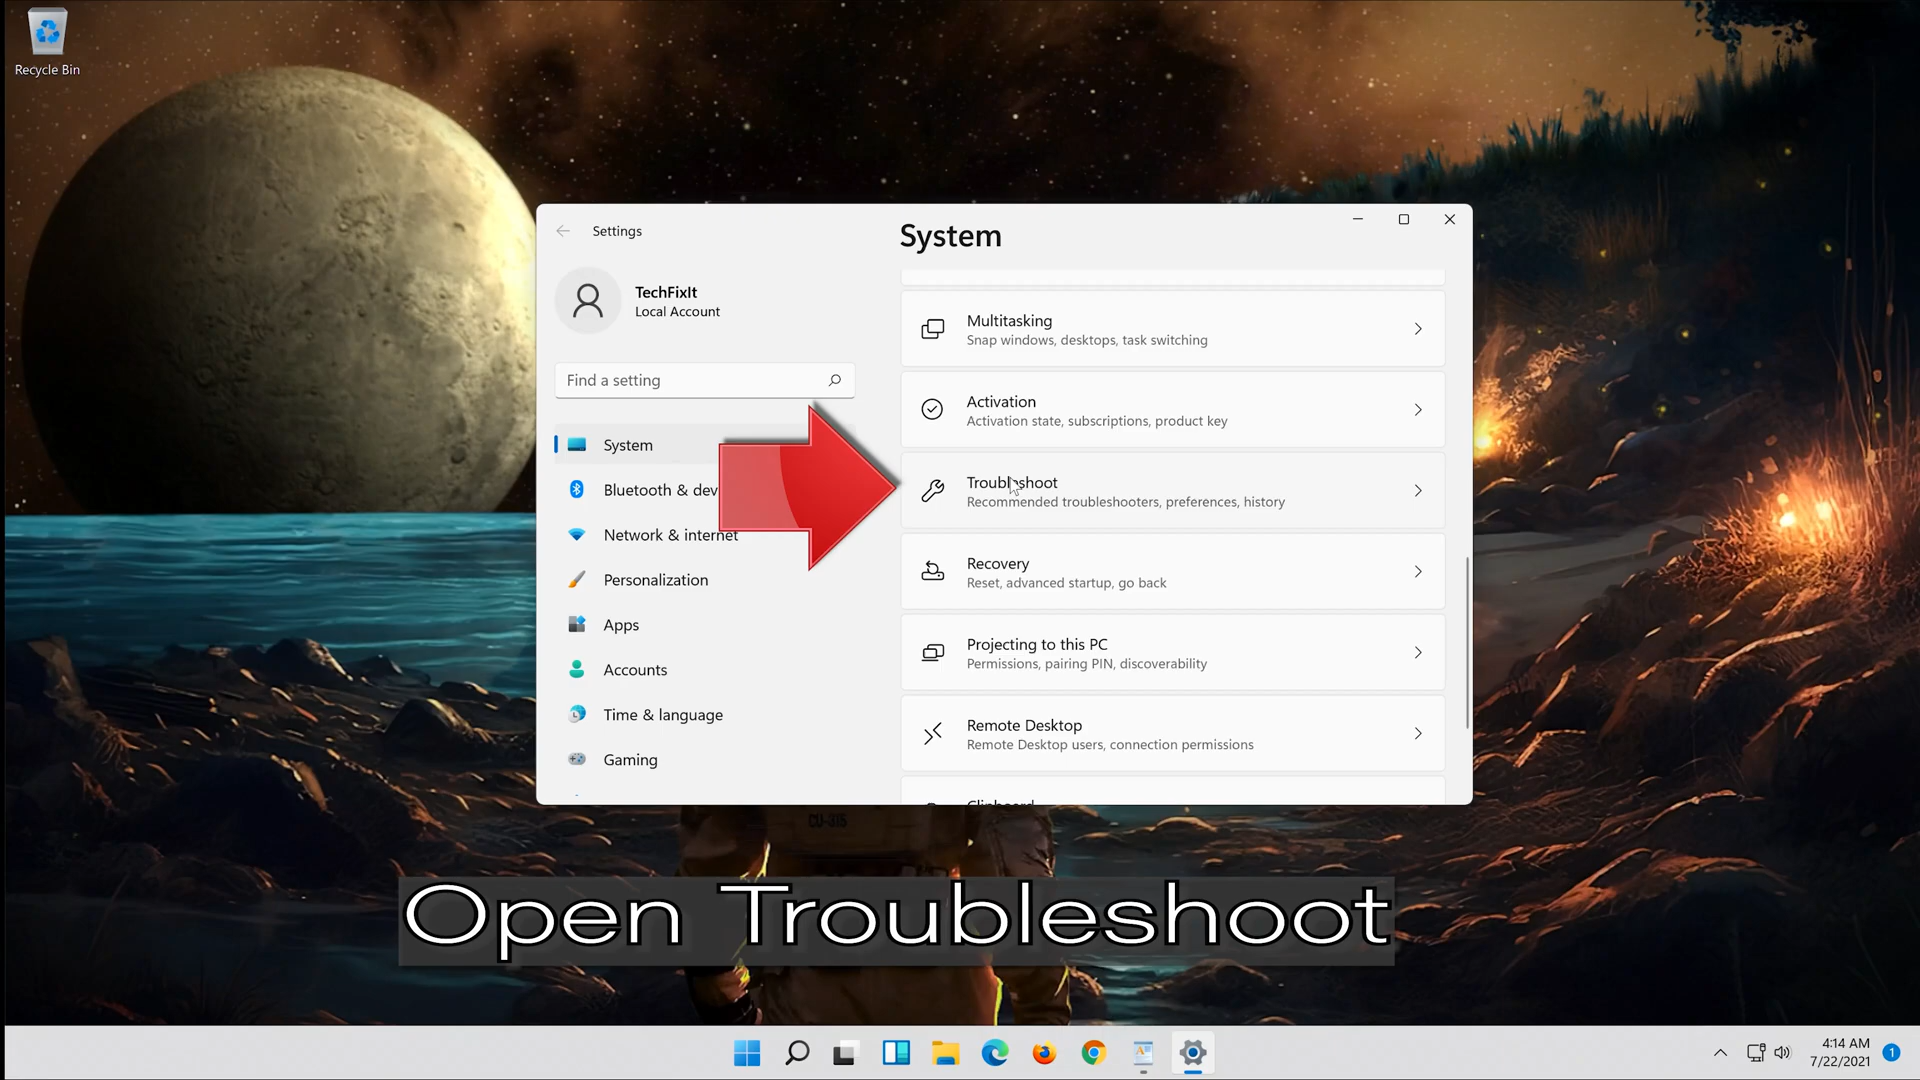 Recycle Bin
Settings
System
TechFixIt
Local Account
Find a setting
System
Bluetooth & dev
Network & internet
Personalization
Apps
Accounts
Time & language
Gaming
Multitasking
Snap windows, desktops, task switching
Activation
Activation state, subscriptions, product key
Troubleshoot
Recommended troubleshooters, preferences, history
Recovery
Reset, advanced startup, go back
Projecting to this PC
Permissions, pairing PIN, discoverability
Remote Desktop
Remote Desktop users, connection permissions
Clipboard
CU-315
Open Troubleshoot
4:14 AM
7/22/2021
1